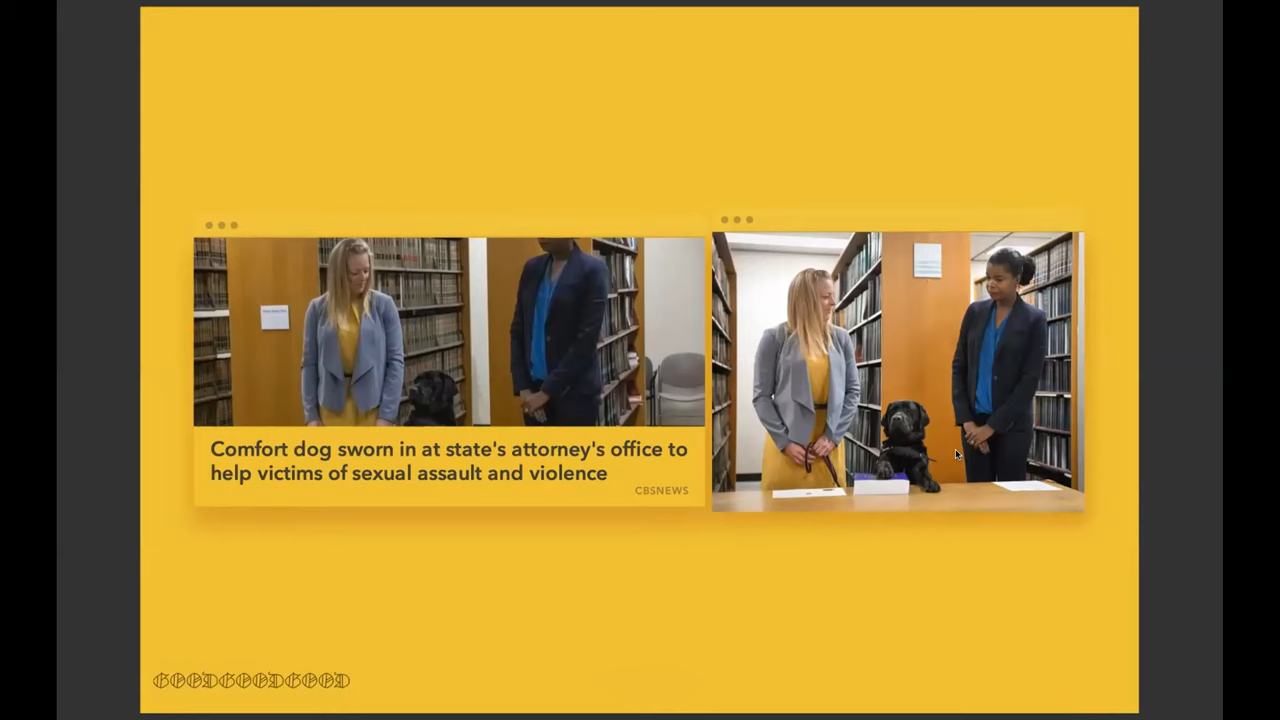 Comfort dog sworn in at state's attorney's office to
help victims of sexual assault and violence
CBSNEWS
GOODGOODGOOD